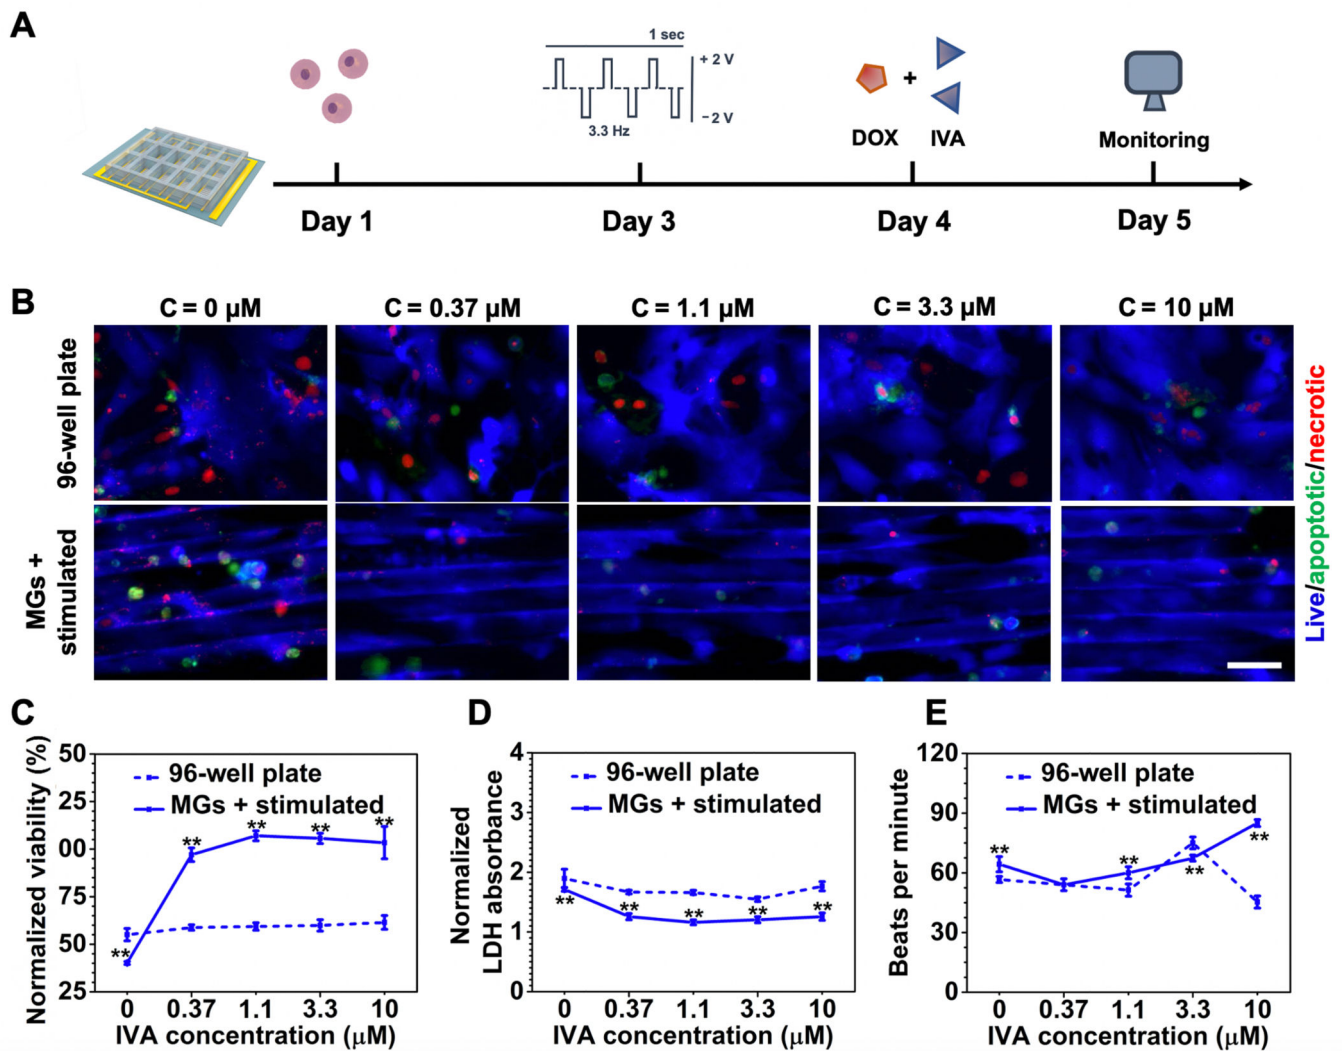 A
1 sec
+ 2 V
−2 V
3.3 Hz
DOX
+
IVA
Monitoring
Day 1
Day 3
Day 4
Day 5
B
C = 0 µM
C = 0.37 µM
C = 1.1 µM
C = 3.3 µM
C = 10 µM
96-well plate
MGs +
stimulated
Live/apoptotic/necrotic
C
Normalized viability (%)
50
25
00
75
50
25
96-well plate
MGs + stimulated
**
**
**
**
**
0 0.37 1.1 3.3 10
IVA concentration (µM)
D
Normalized
LDH absorbance
4
3
2
1
0
96-well plate
MGs + stimulated
**
**
**
**
**
0 0.37 1.1 3.3 10
IVA concentration (µM)
E
Beats per minute
120
90
60
30
0
96-well plate
MGs + stimulated
**
**
**
**
0 0.37 1.1 3.3 10
IVA concentration (µM)